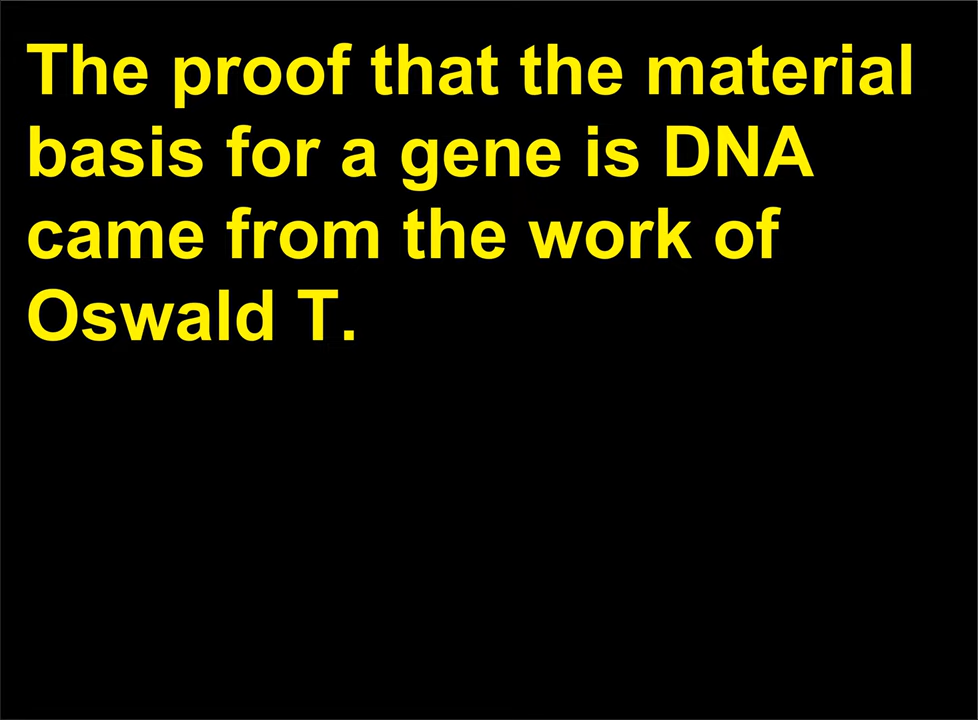 The proof that the material
basis for a gene is DNA
came from the work of
Oswald T.